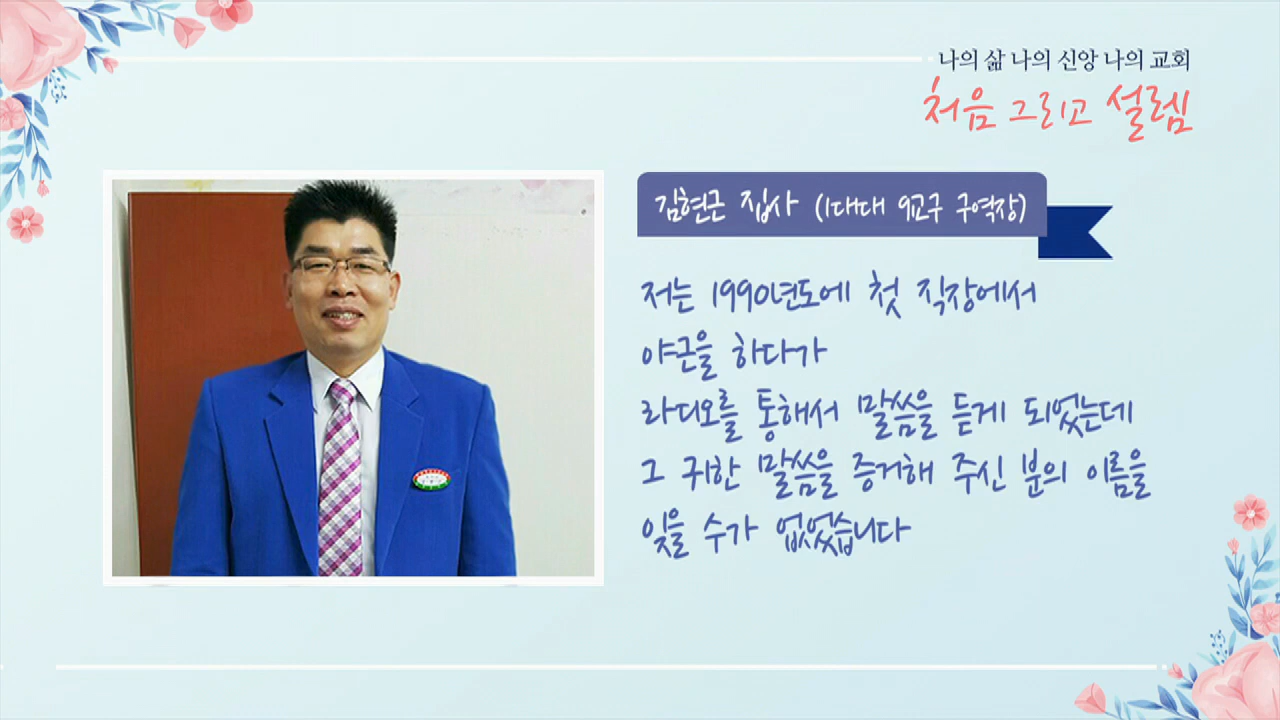 나의 삶 나의 신앙 나의 교회
처음 그리고 설렘
김현근 집사 (1대대 9교구 구역장)
저는 1990년도에 첫 직장에서
야근을 하다가
라디오를 통해서 말씀을 듣게 되었는데
그 귀한 말씀을 증거해 주신 분의 이름을
잊을 수가 없었습니다